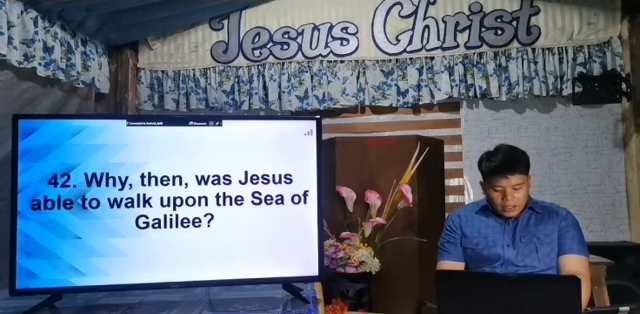 Jesus Christ
42. Why, then, was Jesus
able to walk upon the Sea of
Galilee?